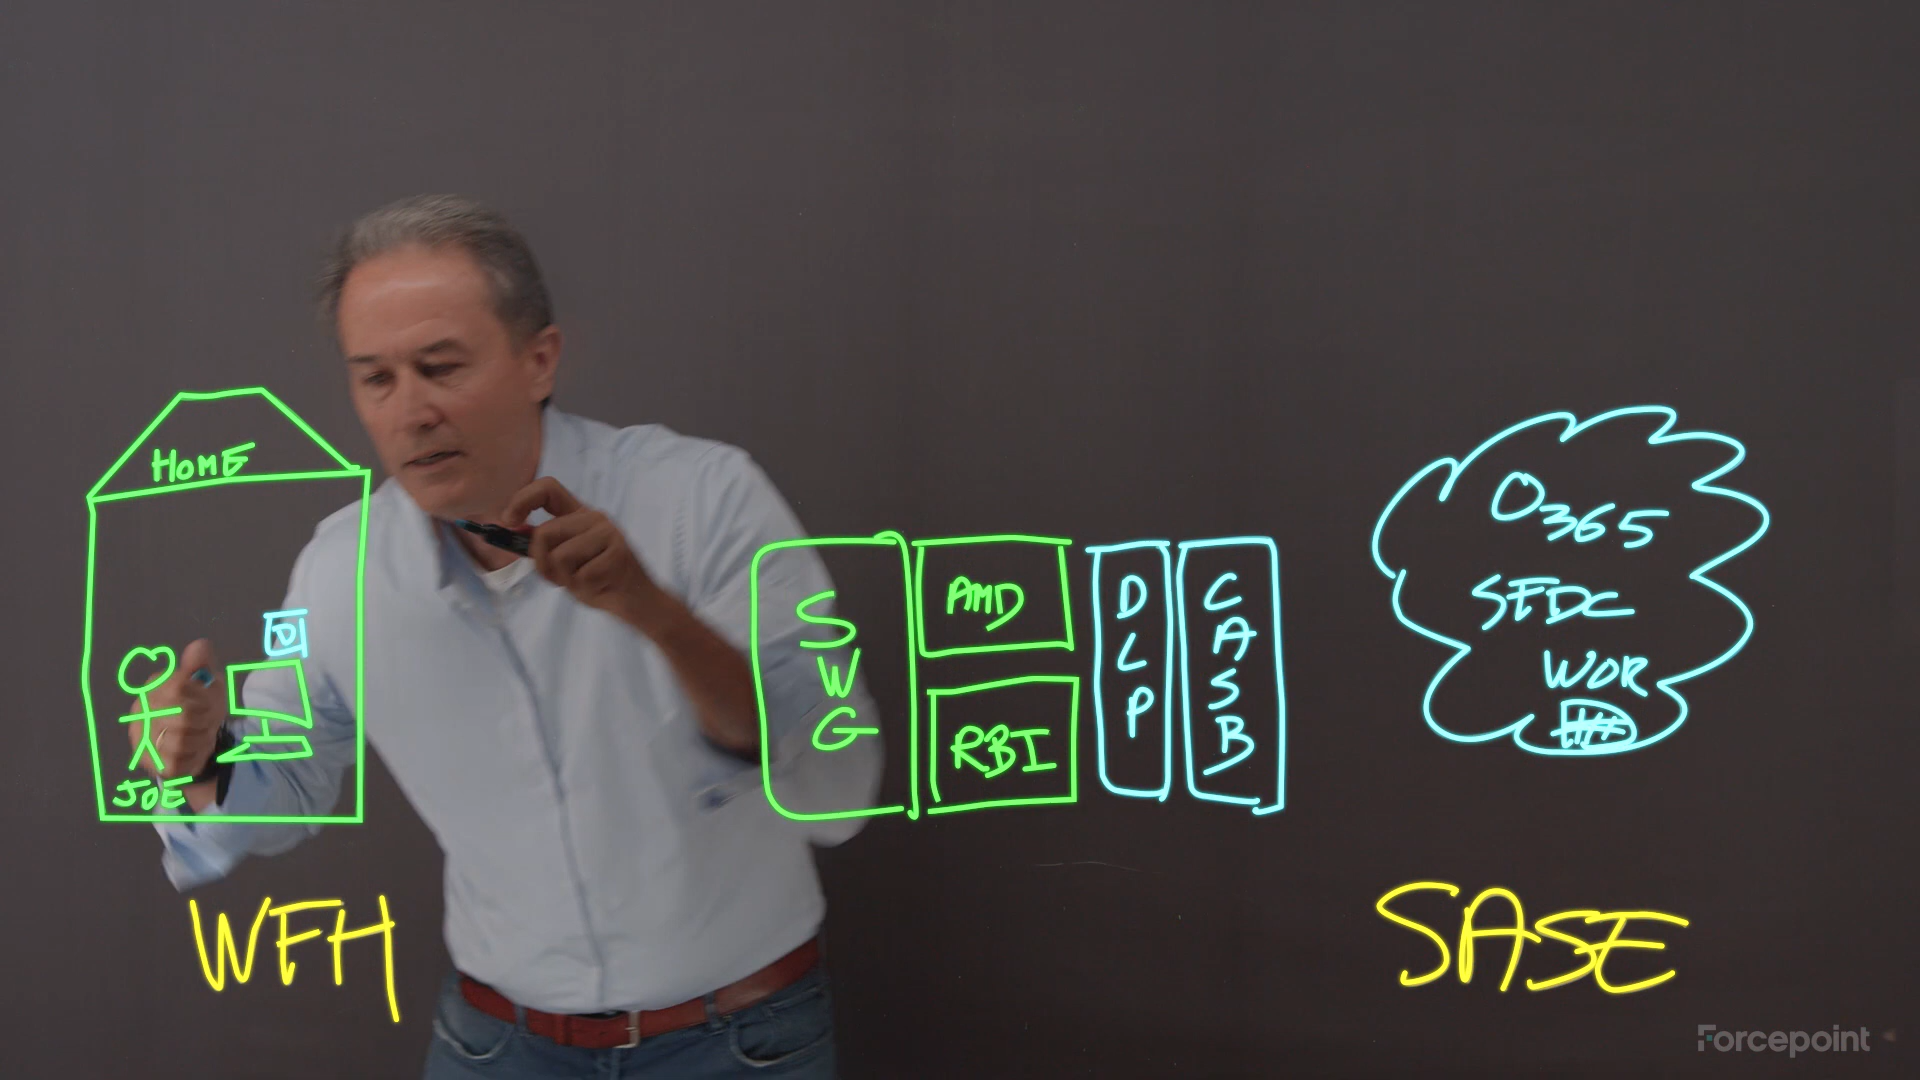 HOME
D
JOE
WFH
SWG
AMD
RBI
DLP
CASB
O365
SFDC
WOR
SASE
Forcepoint